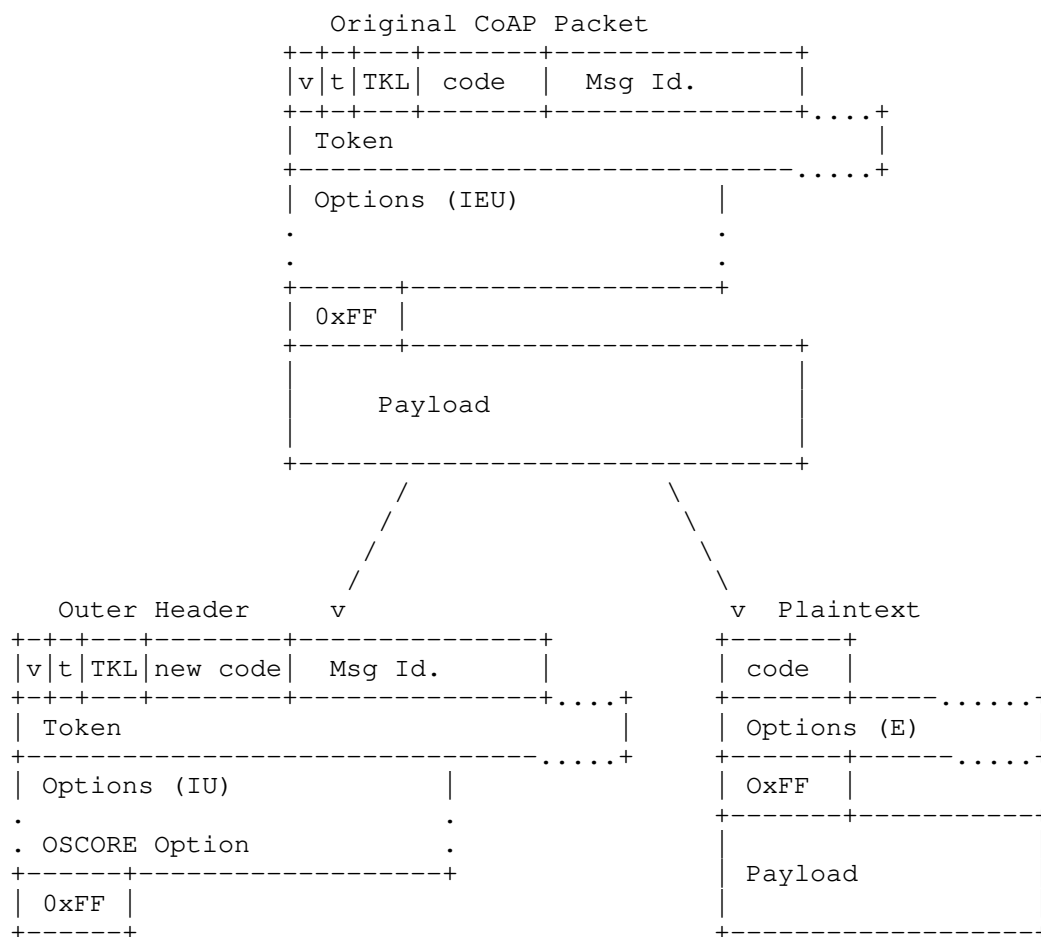 Original CoAP Packet
v|t|TKL| code | Msg Id.
Token
Options (IEU)
0xFF
Payload
Outer Header v v Plaintext
v|t|TKL|new code| Msg Id. code
Token Options (E)
Options (IU) OxFF
OSCORE Option
Payload
0xFF